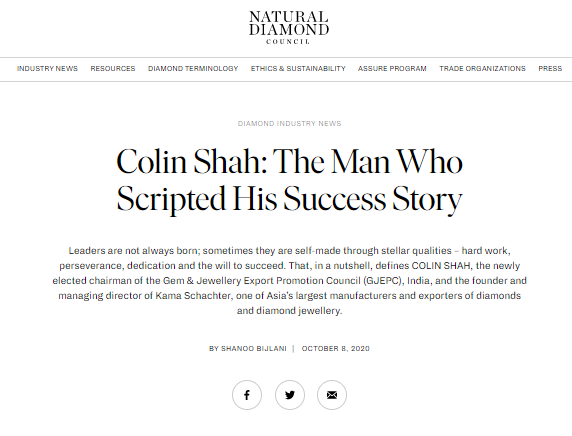 NATURAL
DIAMOND
COUNCIL
INDUSTRY NEWS RESOURCES DIAMOND TERMINOLOGY ETHICS & SUSTAINABILITY ASSURE PROGRAM TRADE ORGANIZATIONS PRESS
DIAMOND INDUSTRY NEWS
Colin Shah: The Man Who
Scripted His Success Story
Leaders are not always born; sometimes they are self-made through stellar qualities – hard work,
perseverance, dedication and the will to succeed. That, in a nutshell, defines COLIN SHAH, the newly
elected chairman of the Gem & Jewellery Export Promotion Council (GJEPC), India, and the founder and
managing director of Kama Schachter, one of Asia's largest manufacturers and exporters of diamonds
and diamond jewellery.
BY SHANOO BIJLANI | OCTOBER 8, 2020